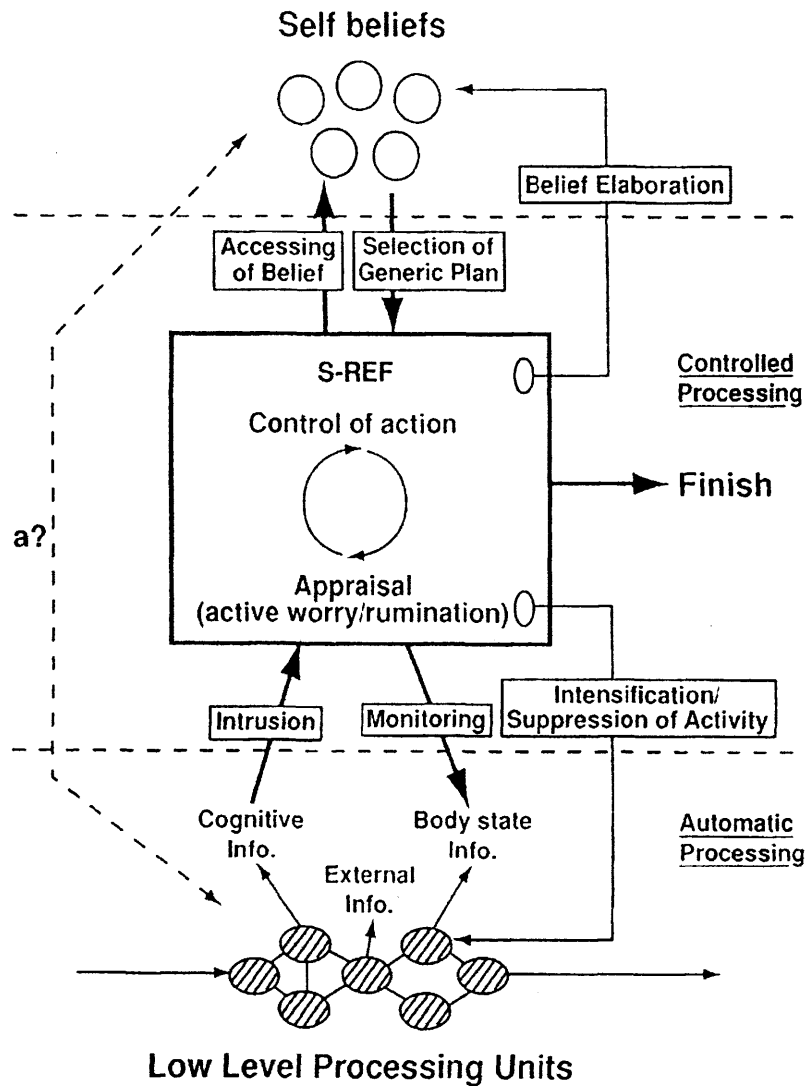 Self beliefs
Belief Elaboration
Accessing
of Belief
Selection of
Generic Plan
S-REF
Controlled
Processing
Control of action
Finish
a?
Appraisal
(active worry/rumination)
Intrusion
Monitoring
Intensification/
Suppression of Activity
Cognitive
Info.
Body state
Info.
Automatic
Processing
External
Info.
Low Level Processing Units